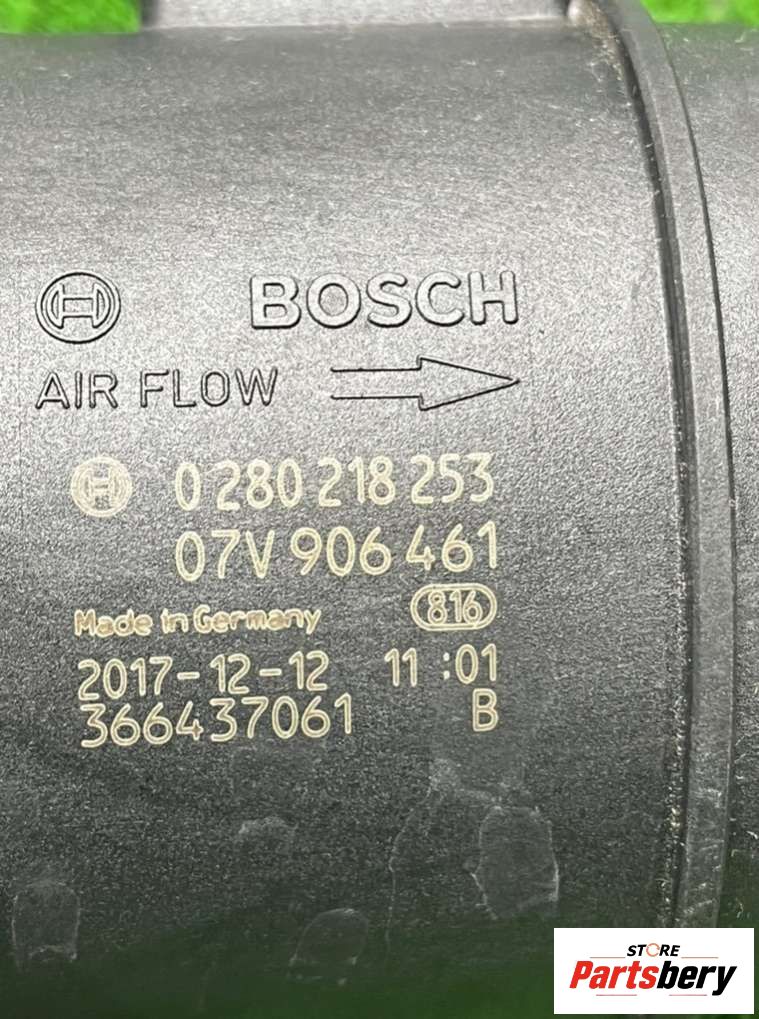 BOSCH
AIR FLOW
0 280 218 253
07V 906 461
Made in Germany 816
2017-12-12 11:01
366437061 B
STORE
Partsbery